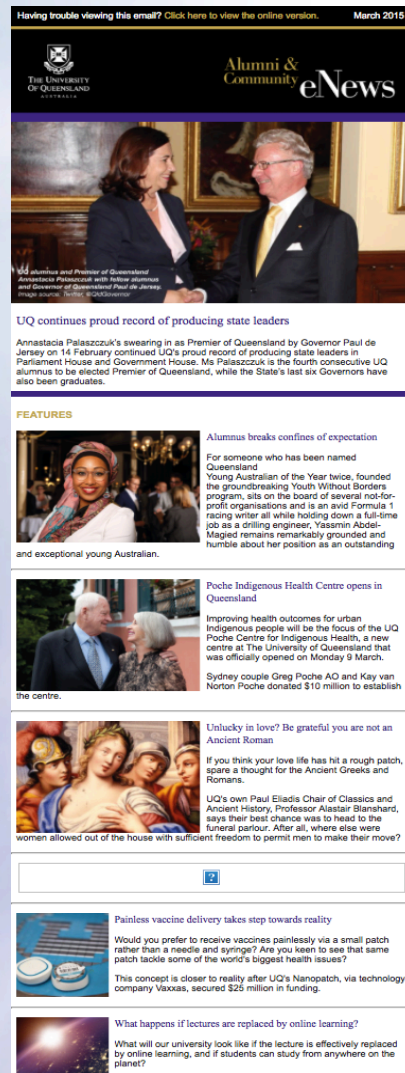 Having trouble viewing this email? Click here to view the online version. March 2015
THE UNIVERSITY
OF QUEENSLAND
AUSTRALIA
Alumni &
Community eNews
UQ alumnus and Premier of Queensland
Annastacia Palaszczuk with fellow alumnus
and Governor of Queensland Paul de Jersey.
Image source: Twitter, @QldGovernor
UQ continues proud record of producing state leaders
Annastacia Palaszczuk's swearing in as Premier of Queensland by Governor Paul de
Jersey on 14 February continued UQ's proud record of producing state leaders in
Parliament House and Government House. Ms Palaszczuk is the fourth consecutive UQ
alumnus to be elected Premier of Queensland, while the State's last six Governors have
also been graduates.
FEATURES
Alumnus breaks confines of expectation
For someone who has been named
Queensland
Young Australian of the Year twice, founded
the groundbreaking Youth Without Borders
program, sits on the board of several not-for-
profit organisations and is an avid Formula 1
racing writer all while holding down a full-time
job as a drilling engineer, Yassmin Abdel-
Magied remains remarkably grounded and
humble about her position as an outstanding
and exceptional young Australian.
Poche Indigenous Health Centre opens in
Queensland
Improving health outcomes for urban
Indigenous people will be the focus of the UQ
Poche Centre for Indigenous Health, a new
centre at The University of Queensland that
was officially opened on Monday 9 March.
Sydney couple Greg Poche AO and Kay van
Norton Poche donated $10 million to establish
the centre.
Unlucky in love? Be grateful you are not an
Ancient Roman
If you think your love life has hit a rough patch,
spare a thought for the Ancient Greeks and
Romans.
UQ's own Paul Eliadis Chair of Classics and
Ancient History, Professor Alastair Blanshard,
says their best chance was to head to the
funeral parlour. After all, where else were
women allowed out of the house with sufficient freedom to permit men to make their move?
?
Painless vaccine delivery takes step towards reality
Would you prefer to receive vaccines painlessly via a small patch
rather than a needle and syringe? Are you keen to see that same
patch tackle some of the world's biggest health issues?
This concept is closer to reality after UQ's Nanopatch, via technology
company Vaxxas, secured $25 million in funding.
What happens if lectures are replaced by online learning?
What will our university look like if the lecture is effectively replaced
by online learning, and if students can study from anywhere on the
planet?